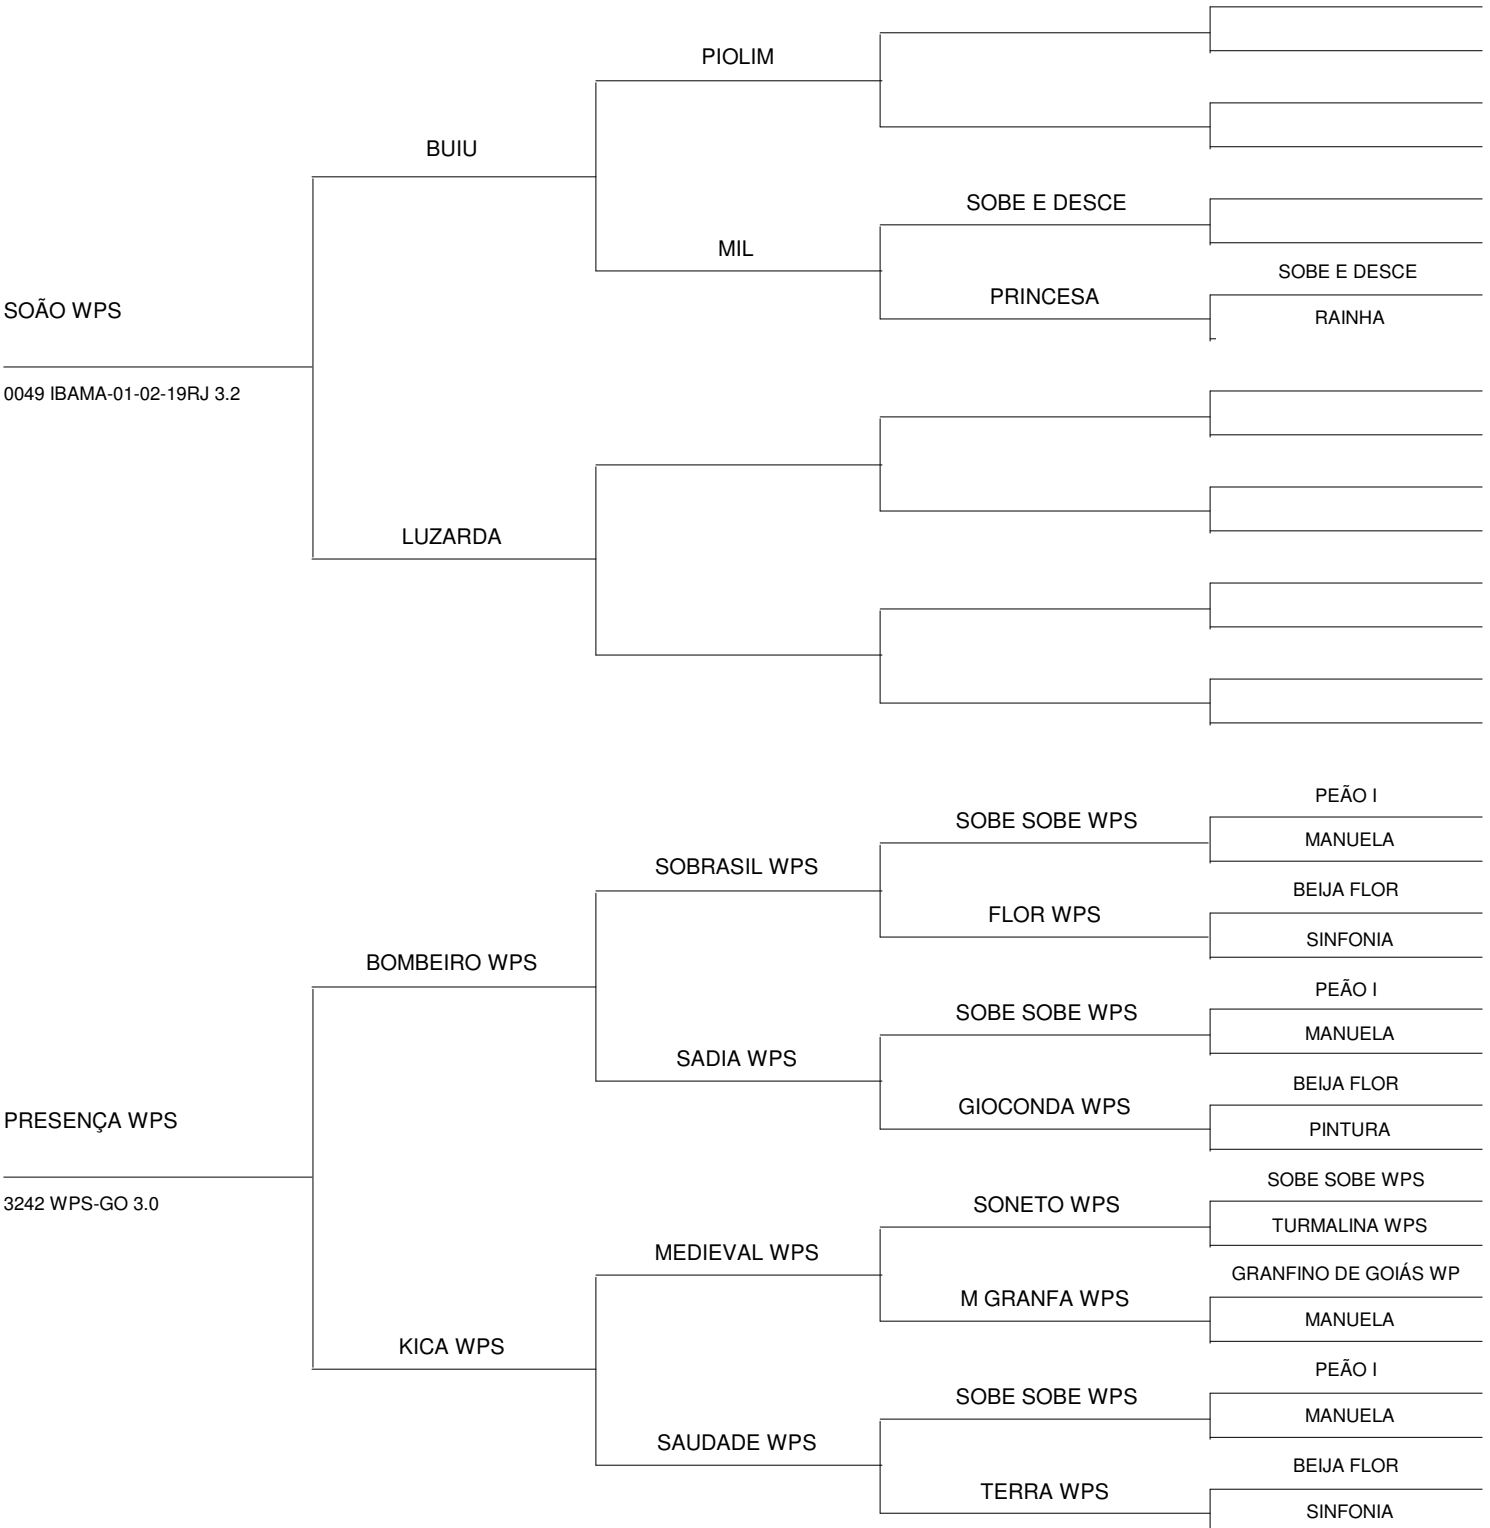 PIOLIM
BUIU
SOBE E DESCE
MIL
SOBE E DESCE
PRINCESA
RAINHA
SOÃO WPS
0049 IBAMA-01-02-19RJ 3.2
LUZARDA
PEÃO I
SOBE SOBE WPS
MANUELA
SOBRASIL WPS
BEIJA FLOR
FLOR WPS
SINFONIA
BOMBEIRO WPS
PEÃO I
SOBE SOBE WPS
MANUELA
SADIA WPS
BEIJA FLOR
GIOCONDA WPS
PINTURA
PRESENÇA WPS
3242 WPS-GO 3.0
SOBE SOBE WPS
SONETO WPS
TURMALINA WPS
MEDIEVAL WPS
GRANFINO DE GOIÁS WP
M GRANFA WPS
MANUELA
KICA WPS
PEÃO I
SOBE SOBE WPS
MANUELA
SAUDADE WPS
BEIJA FLOR
TERRA WPS
SINFONIA